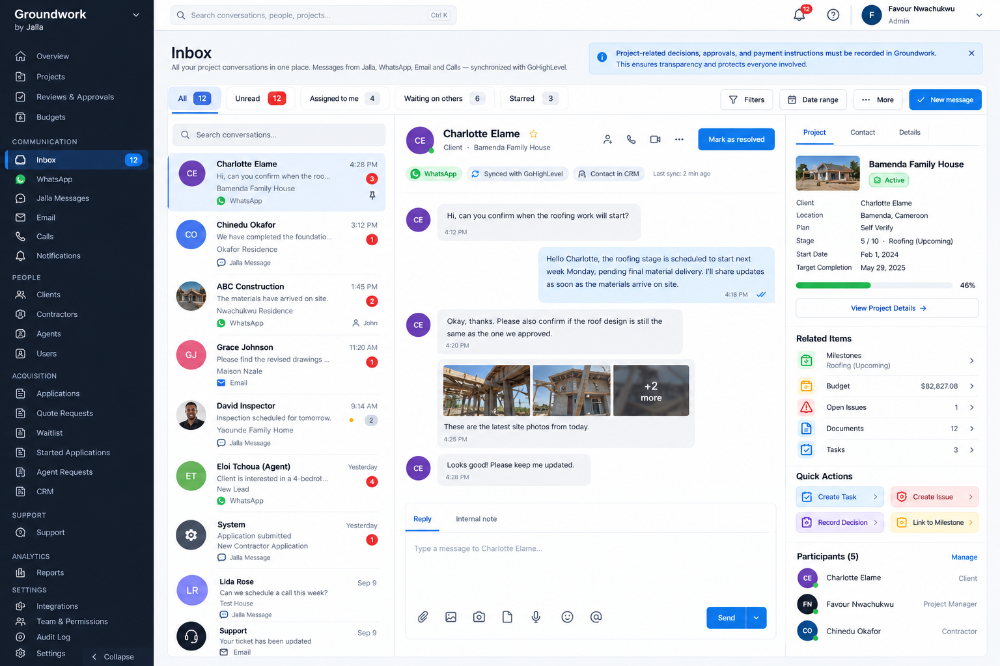 Groundwork
by Jalla
Overview
Projects
Reviews & Approvals
Budgets
COMMUNICATION
Inbox 12
WhatsApp
Jalla Messages
Email
Calls
Notifications
PEOPLE
Clients
Contractors
Agents
Users
ACQUISITION
Applications
Quote Requests
Waitlist
Started Applications
Agent Requests
CRM
SUPPORT
Support
ANALYTICS
Reports
SETTINGS
Integrations
Team & Permissions
Audit Log
Settings
Collapse
Search conversations, people, projects... Ctrl K
12
F
Favour Nwachukwu
Admin
Inbox
All your project conversations in one place. Messages from Jalla, WhatsApp, Email and Calls — synchronized with GoHighLevel.
Project-related decisions, approvals, and payment instructions must be recorded in Groundwork.
This ensures transparency and protects everyone involved.
All 12
Unread 12
Assigned to me 4
Waiting on others 6
Starred 3
Filters
Date range
More
New message
Search conversations...
CE
Charlotte Elame 4:28 PM
Hi, can you confirm when the roo... 3
Bamenda Family House
WhatsApp
CO
Chinedu Okafor 3:12 PM
We have completed the foundatio... 1
Okafor Residence
Jalla Message
ABC Construction 1:45 PM
The materials have arrived on site. 2
Nwachukwu Residence
WhatsApp John
GJ
Grace Johnson 11:20 AM
Please find the revised drawings ... 1
Maison Nzale
Email
David Inspector 9:14 AM
Inspection scheduled for tomorrow. 2
Yaounde Family Home
Jalla Message
ET
Eloi Tchoua (Agent) Yesterday
Client is interested in a 4-bedrot... 4
New Lead
WhatsApp
System Yesterday
Application submitted 1
New Contractor Application
Jalla Message
LR
Lida Rose Sep 9
Can we schedule a call this week?
Test House
Jalla Message
Support Sep 9
Your ticket has been updated
Email
CE
Charlotte Elame
Client · Bamenda Family House
Mark as resolved
WhatsApp
Synced with GoHighLevel
Contact in CRM
Last sync: 2 min ago
CE
Hi, can you confirm when the roofing work will start?
4:12 PM
Hello Charlotte, the roofing stage is scheduled to start next
week Monday, pending final material delivery. I'll share updates
as soon as the materials arrive on site.
4:18 PM
CE
Okay, thanks. Please also confirm if the roof design is still the
same as the one we approved.
4:20 PM
+2
more
These are the latest site photos from today.
4:25 PM
CE
Looks good! Please keep me updated.
4:28 PM
Reply
Internal note
Type a message to Charlotte Elame...
Send
Project
Contact
Details
Bamenda Family House
Active
Client Charlotte Elame
Location Bamenda, Cameroon
Plan Self Verify
Stage 5 / 10 · Roofing (Upcoming)
Start Date Feb 1, 2024
Target Completion May 29, 2025
46%
View Project Details →
Related Items
Milestones
Roofing (Upcoming)
Budget $82,827.08
Open Issues 1
Documents 12
Tasks 3
Quick Actions
Create Task
Create Issue
Record Decision
Link to Milestone
Participants (5) Manage
CE Charlotte Elame Client
FN Favour Nwachukwu Project Manager
CO Chinedu Okafor Contractor